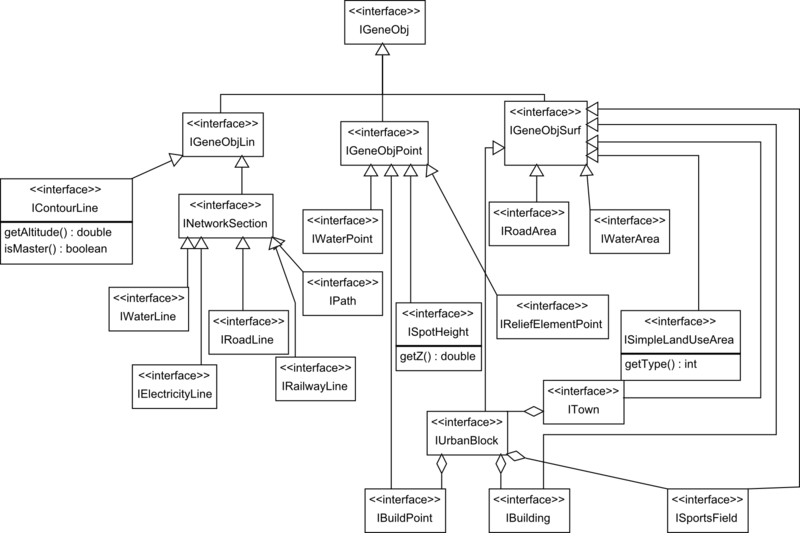 <<interface>>
IGeneObj
<<interface>>
IGeneObjLin
<<interface>>
IGeneObjPoint
<<interface>>
IGeneObjSurf
<<interface>>
IContourLine
getAltitude() : double
isMaster() : boolean
<<interface>>
INetworkSection
<<interface>>
IWaterPoint
<<interface>>
IRoadArea
<<interface>>
IWaterArea
<<interface>>
IWaterLine
<<interface>>
IRoadLine
<<interface>>
IPath
<<interface>>
ISpotHeight
getZ() : double
<<interface>>
IReliefElementPoint
<<interface>>
ISimpleLandUseArea
getType() : int
<<interface>>
IElectricityLine
<<interface>>
IRailwayLine
<<interface>>
ITown
<<interface>>
IUrbanBlock
<<interface>>
IBuildPoint
<<interface>>
IBuilding
<<interface>>
ISportsField